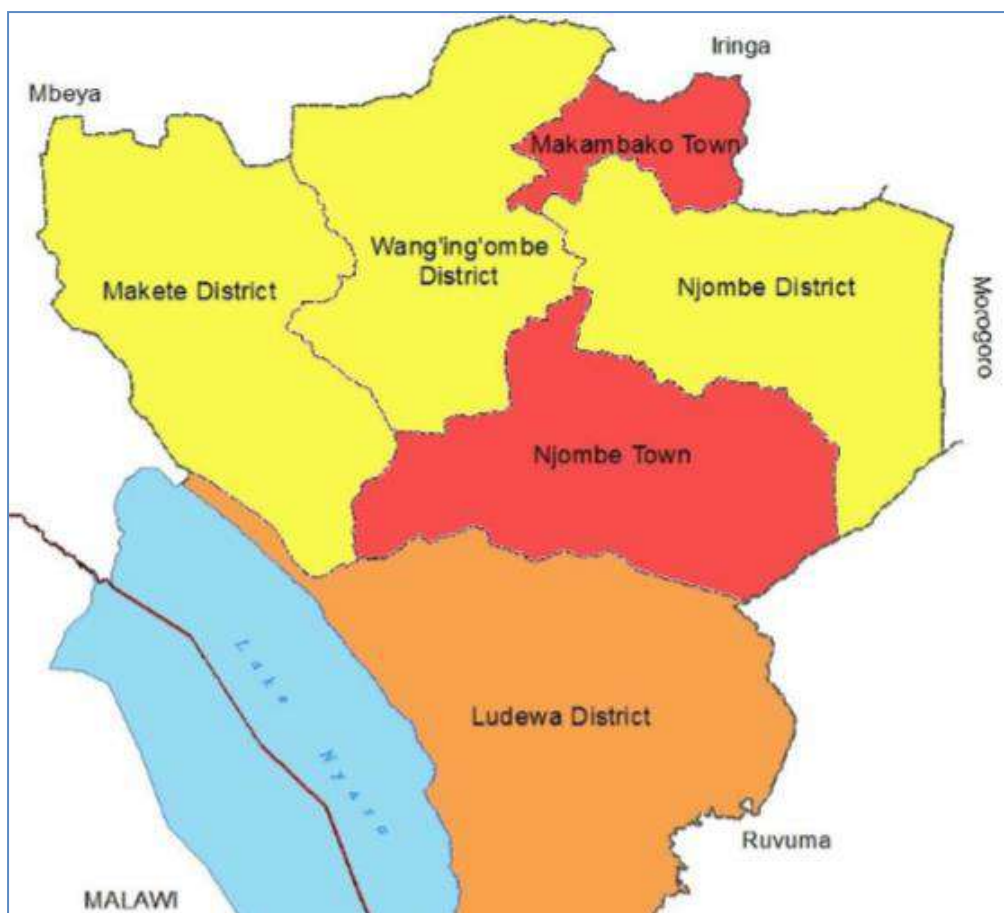 Iringa
Mbeya
Makambako Town
Wang'ing'ombe
District
Makete District
Njombe District
Morogoro
Njombe Town
Lake Nyasa
Ludewa District
Ruvuma
MALAWI